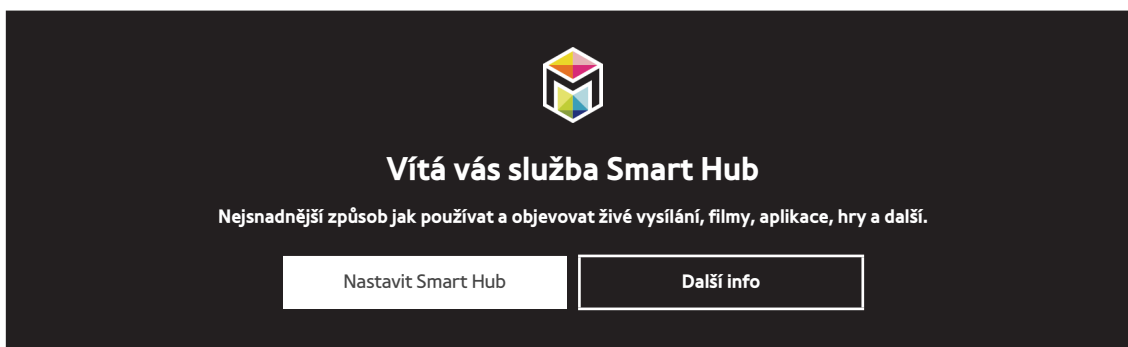 Vítá vás služba Smart Hub
Nejsnadnější způsob jak používat a objevovat živé vysílání, filmy, aplikace, hry a další.
Nastavit Smart Hub
Další info